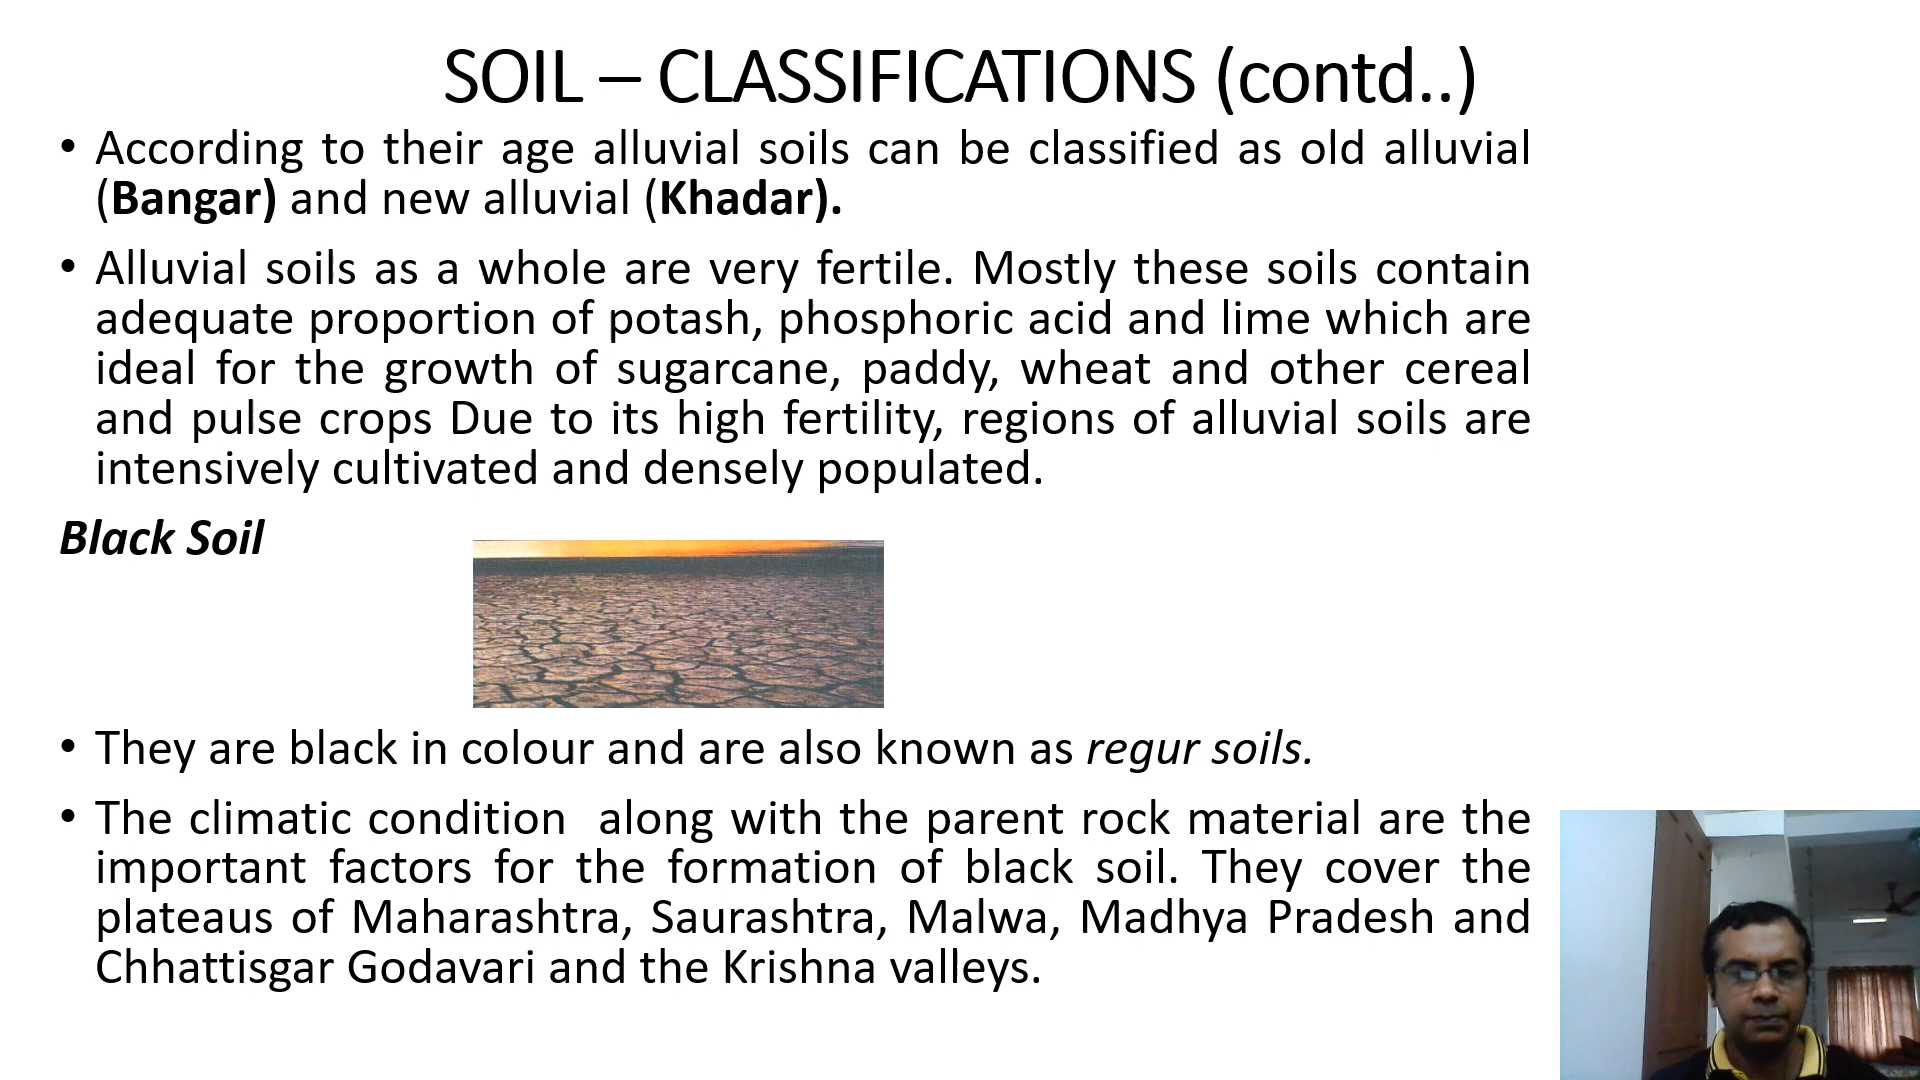 SOIL – CLASSIFICATIONS (contd..)
• According to their age alluvial soils can be classified as old alluvial
(Bangar) and new alluvial (Khadar).
• Alluvial soils as a whole are very fertile. Mostly these soils contain
adequate proportion of potash, phosphoric acid and lime which are
ideal for the growth of sugarcane, paddy, wheat and other cereal
and pulse crops Due to its high fertility, regions of alluvial soils are
intensively cultivated and densely populated.
Black Soil
• They are black in colour and are also known as regur soils.
• The climatic condition  along with the parent rock material are the
important factors for the formation of black soil. They cover the
plateaus of Maharashtra, Saurashtra, Malwa, Madhya Pradesh and
Chhattisgar Godavari and the Krishna valleys.